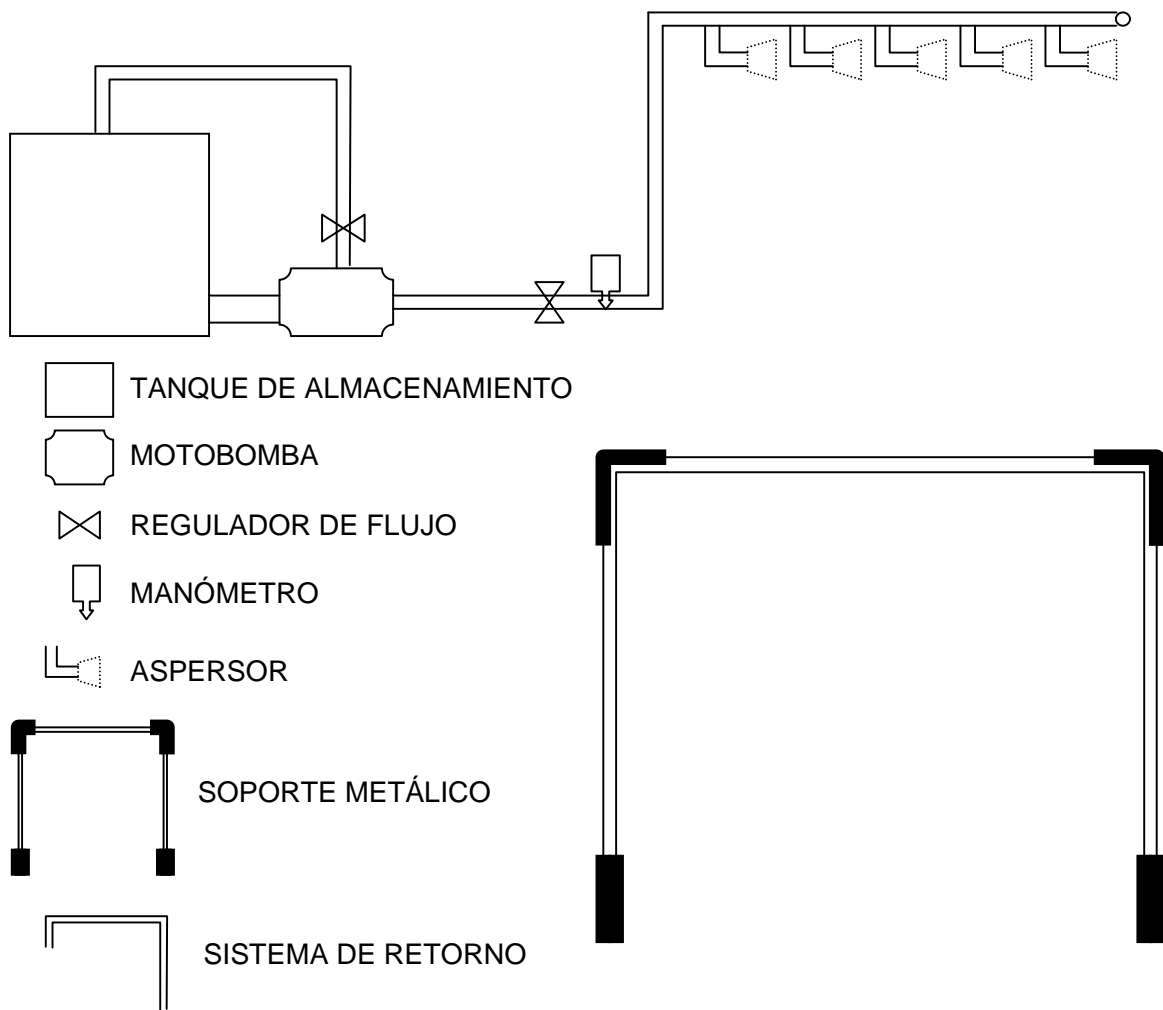 TANQUE DE ALMACENAMIENTO
MOTOBOMBA
REGULADOR DE FLUJO
MANÓMETRO
ASPERSOR
SOPORTE METÁLICO
SISTEMA DE RETORNO